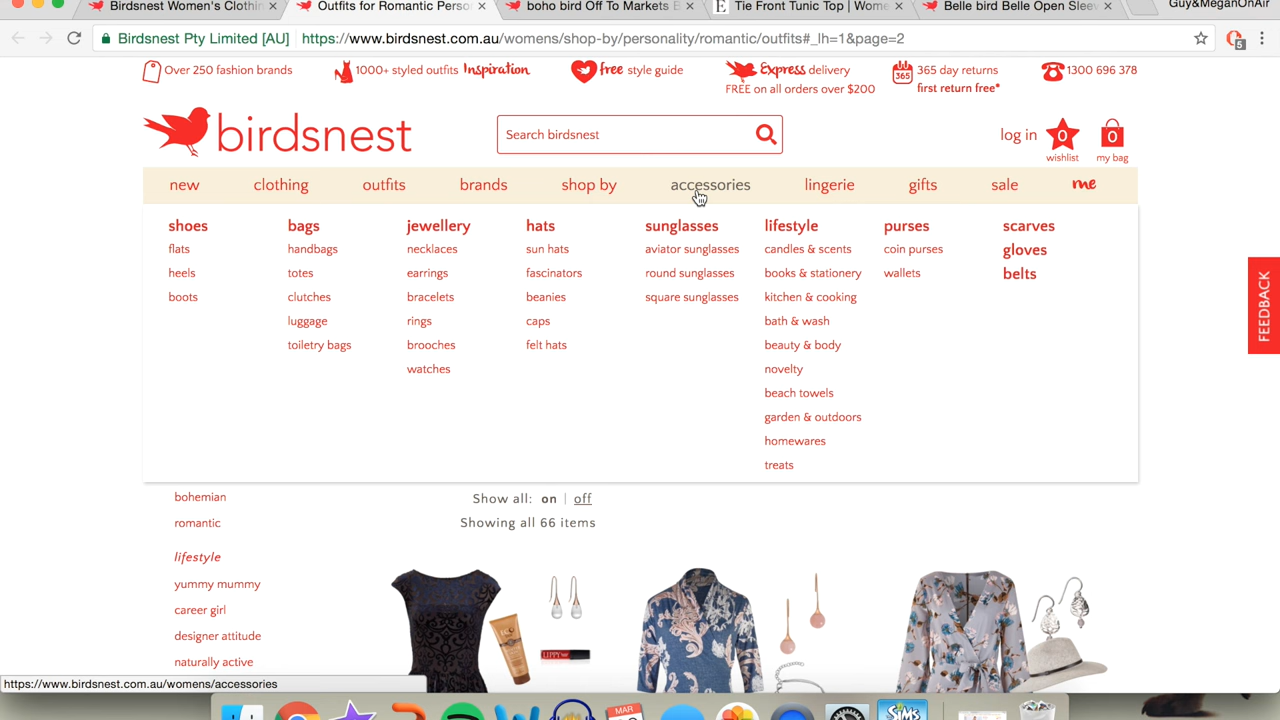 Birdsnest Women's Clothin
Outfits for Romantic Perso
boho bird Off To Markets B
E Tie Front Tunic Top | Wome
Belle bird Belle Open Sleev
Guy&MeganOnAir
Birdsnest Pty Limited [AU] https://www.birdsnest.com.au/womens/shop-by/personality/romantic/outfits#_lh=1&page=2
5
Over 250 fashion brands
1000+ styled outfits Inspiration
free style guide
Express delivery
FREE on all orders over $200
365
365 day returns
first return free*
1300 696 378
birdsnest
Search birdsnest
log in
0
wishlist
0
my bag
new clothing outfits brands shop by accessories lingerie gifts sale me
shoes
flats
heels
boots
bags
handbags
totes
clutches
luggage
toiletry bags
jewellery
necklaces
earrings
bracelets
rings
brooches
watches
hats
sun hats
fascinators
beanies
caps
felt hats
sunglasses
aviator sunglasses
round sunglasses
square sunglasses
lifestyle
candles & scents
books & stationery
kitchen & cooking
bath & wash
beauty & body
novelty
beach towels
garden & outdoors
homewares
treats
purses
coin purses
wallets
scarves
gloves
belts
FEEDBACK
bohemian
romantic
lifestyle
yummy mummy
career girl
designer attitude
naturally active
Show all: on | off
Showing all 66 items
LIPPY
https://www.birdsnest.com.au/womens/accessories
MAR
SIMS